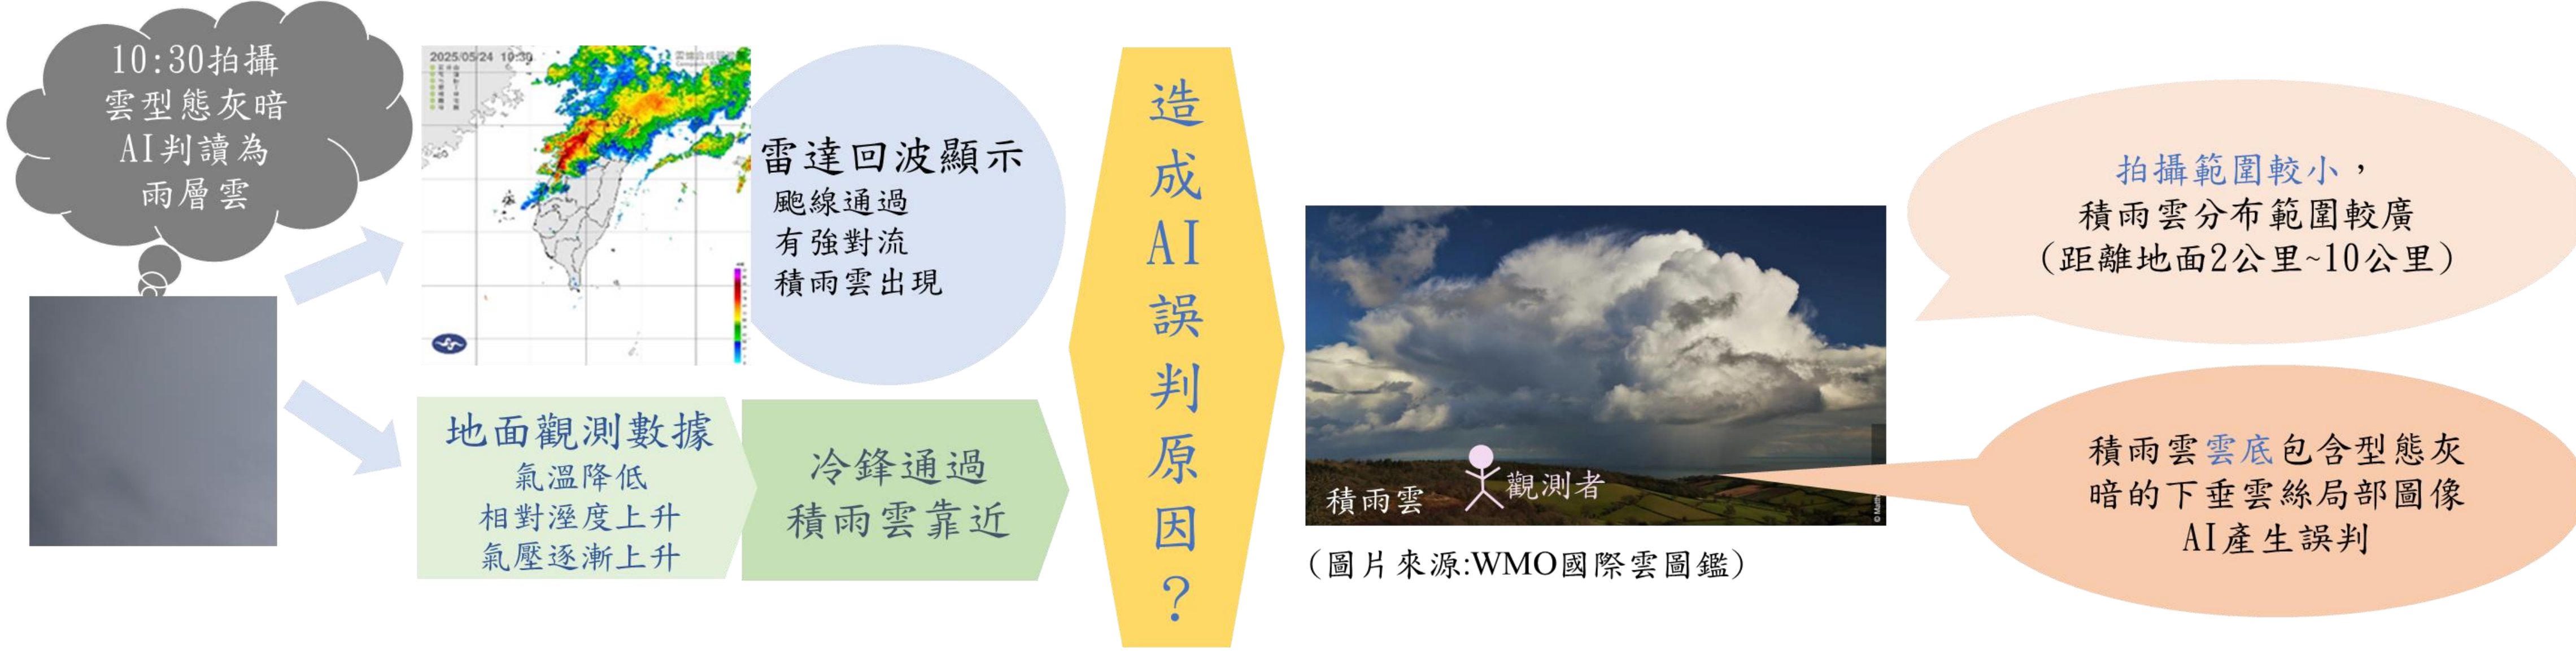 10:30拍攝
雲型態灰暗
AI判讀為
雨層雲
2025/05/24 10:30
雷達回波顯示
颮線通過
有強對流
積雨雲出現
地面觀測數據
氣溫降低
相對溼度上升
氣壓逐漸上升
冷鋒通過
積雨雲靠近
造成AI誤判原因?
積雨雲
觀測者
(圖片來源:WMO國際雲圖鑑)
拍攝範圍較小,
積雨雲分布範圍較廣
(距離地面2公里~10公里)
積雨雲雲底包含型態灰
暗的下垂雲絲局部圖像
AI產生誤判